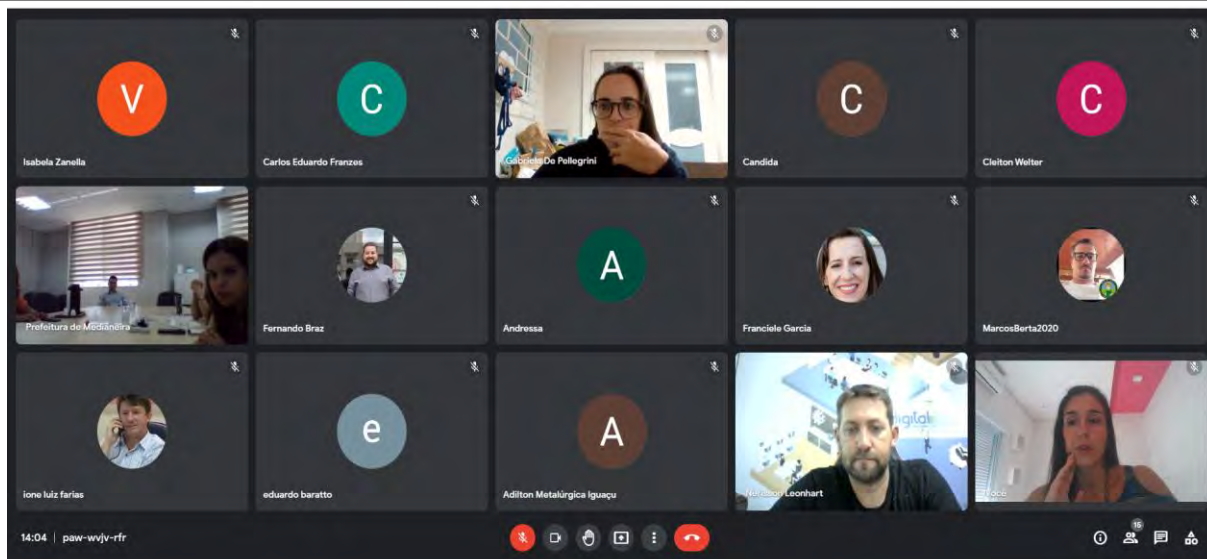 V
Isabela Zanella
C
Carlos Eduardo Franzes
Gabriela De Pellegrini
C
Candida
C
Cleiton Welter
Prefeitura de Medianeira
Fernando Braz
A
Andressa
Franciele Garcia
MarcosBerta2020
ione luiz farias
e
eduardo baratto
A
Adilton Metalúrgica Iguaçu
Leonhart
Você
14:04 | paw-wvjv-rfr
15